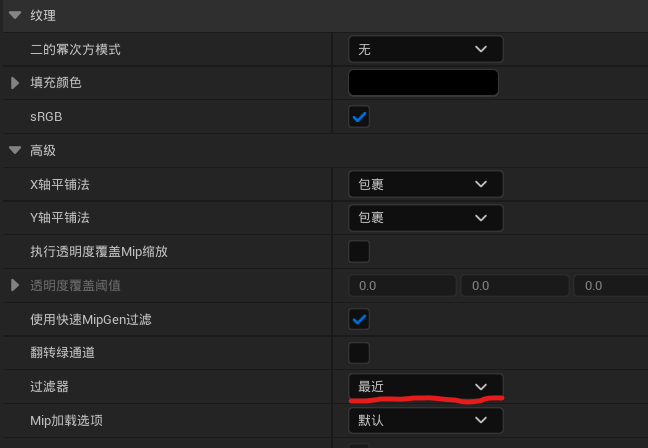 纹理
二的幂次方模式 无
填充颜色
sRGB
高级
X轴平铺法 包裹
Y轴平铺法 包裹
执行透明度覆盖Mip缩放
透明度覆盖阈值 0.0 0.0 0.0
使用快速MipGen过滤
翻转绿通道
过滤器 最近
Mip加载选项 默认